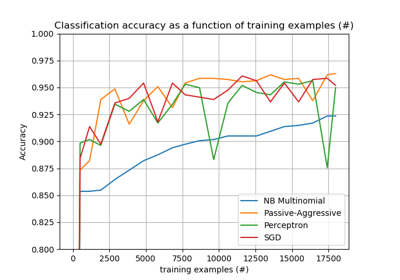 Classification accuracy as a function of training examples (#)
1.000
0.975
0.950
0.925
0.900
0.875
0.850
0.825
0.800
Accuracy
NB Multinomial
Passive-Aggressive
Perceptron
SGD
0 2500 5000 7500 10000 12500 15000 17500
training examples (#)